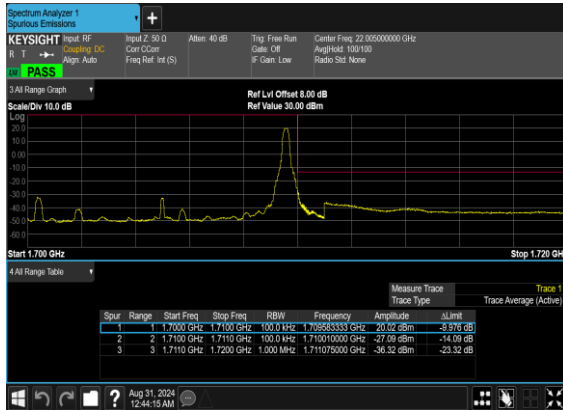 Spectrum Analyzer 1
Spurious Emissions
+
KEYSIGHT Input: RF Input Z: 50 Ω Atten: 40 dB Trig: Free Run Center Freq: 22.005000000 GHz
R T Coupling: DC Corr CCorr Gate: Off Avg|Hold: 100/100
Align: Auto Freq Ref: Int (S) IF Gain: Low Radio Std: None
PASS
3 All Range Graph
Ref Lvl Offset 8.00 dB
Scale/Div 10.0 dB Ref Value 30.00 dBm
Log
20.0
10.0
0.00
-10.0
-20.0
-30.0
-40.0
-50.0
-60.0
Start 1.700 GHz Stop 1.720 GH
4 All Range Table
Measure Trace Trace 1
Trace Type Trace Average (Active)
Spur Range Start Freq Stop Freq RBW Frequency Amplitude ΔLimit
1 1 1.7000 GHz 1.7100 GHz 100.0 kHz 1.709583333 GHz 20.02 dBm -9.976 dB
2 2 1.7100 GHz 1.7110 GHz 100.0 kHz 1.710010000 GHz -27.09 dBm -14.09 dB
3 3 1.7110 GHz 1.7200 GHz 1.000 MHz 1.711075000 GHz -36.32 dBm -23.32 dB
? Aug 31, 2024
12:44:15 AM